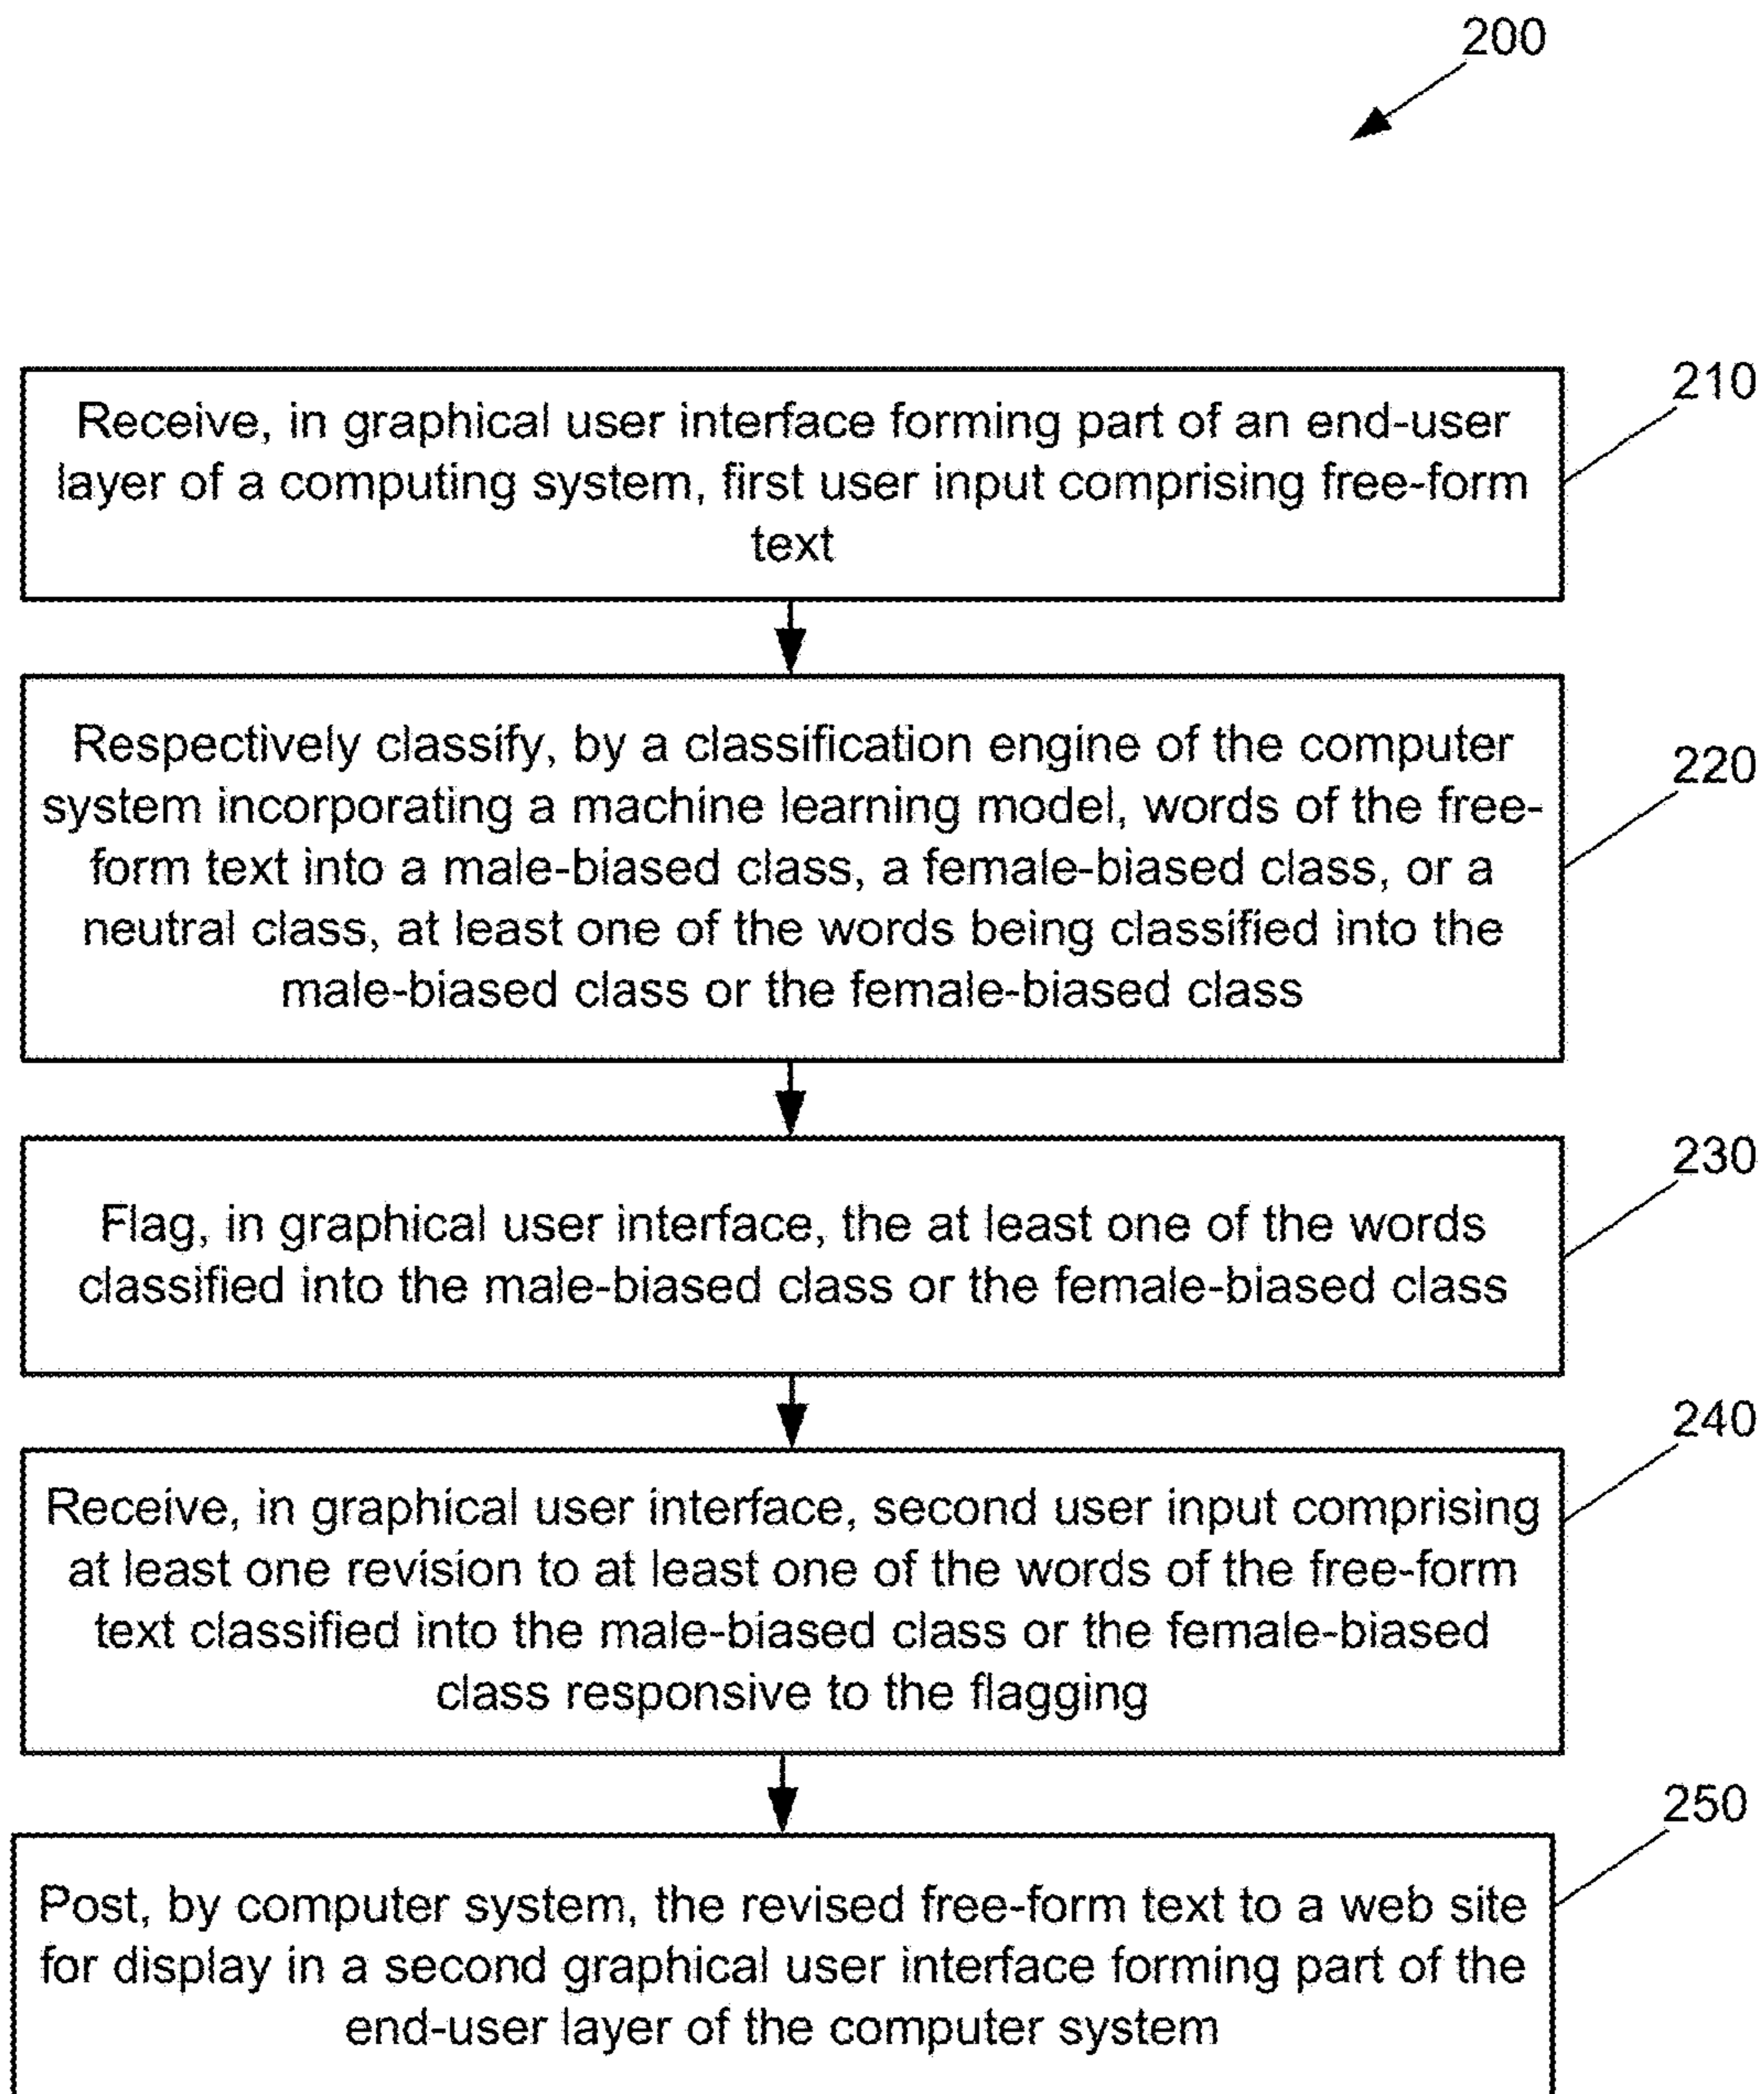 200
210
Receive, in graphical user interface forming part of an end-user
layer of a computing system, first user input comprising free-form
text
220
Respectively classify, by a classification engine of the computer
system incorporating a machine learning model, words of the free-
form text into a male-biased class, a female-biased class, or a
neutral class, at least one of the words being classified into the
male-biased class or the female-biased class
230
Flag, in graphical user interface, the at least one of the words
classified into the male-biased class or the female-biased class
240
Receive, in graphical user interface, second user input comprising
at least one revision to at least one of the words of the free-form
text classified into the male-biased class or the female-biased
class responsive to the flagging
250
Post, by computer system, the revised free-form text to a web site
for display in a second graphical user interface forming part of the
end-user layer of the computer system